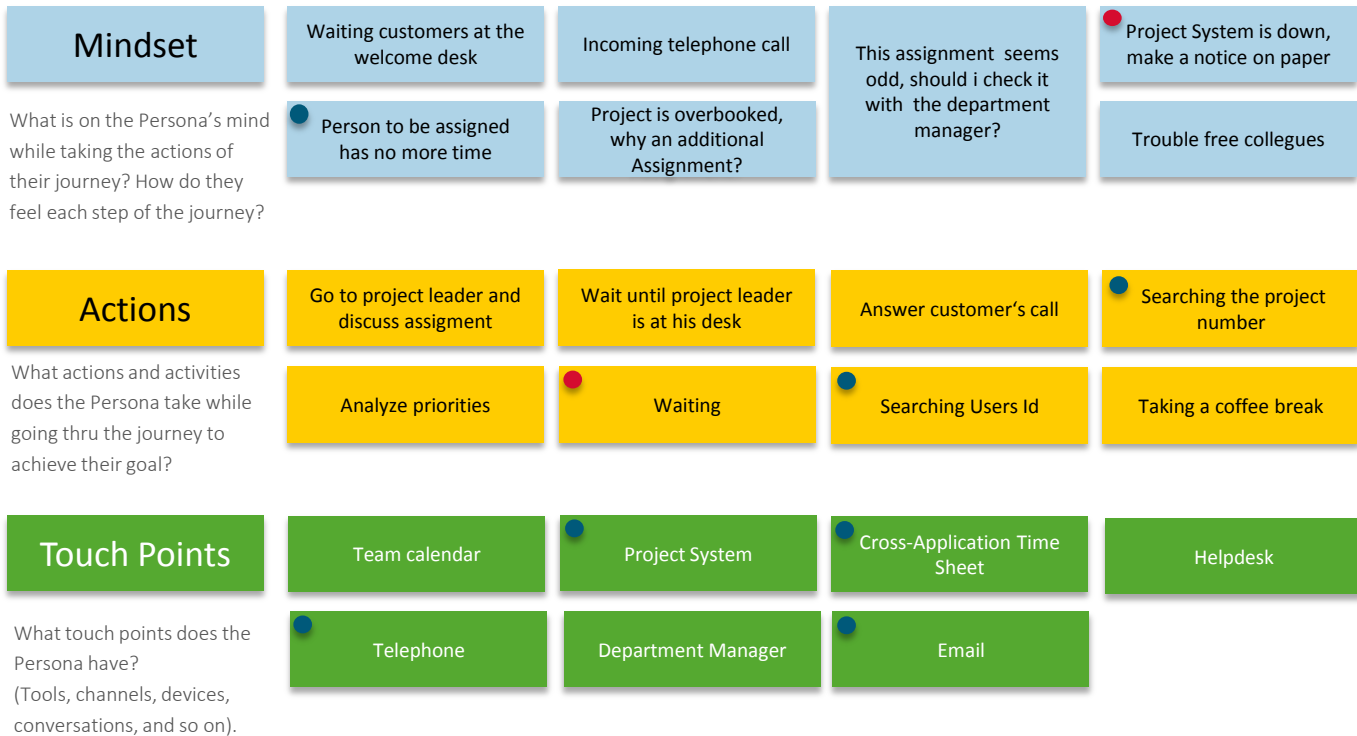 Mindset
Waiting customers at the
welcome desk
Incoming telephone call
This assignment  seems
odd, should i check it
with  the department
manager?
Project System is down,
make a notice on paper
What is on the Persona's mind
while taking the actions of
their journey? How do they
feel each step of the journey?
Person to be assigned
has no more time
Project is overbooked,
why an additional
Assignment?
Trouble free collegues
Actions
Go to project leader and
discuss assigment
Wait until project leader
is at his desk
Answer customer‘s call
Searching the project
number
What actions and activities
does the Persona take while
going thru the journey to
achieve their goal?
Analyze priorities
Waiting
Searching Users Id
Taking a coffee break
Touch Points
Team calendar
Project System
Cross-Application Time
Sheet
Helpdesk
What touch points does the
Persona have?
(Tools, channels, devices,
conversations, and so on).
Telephone
Department Manager
Email